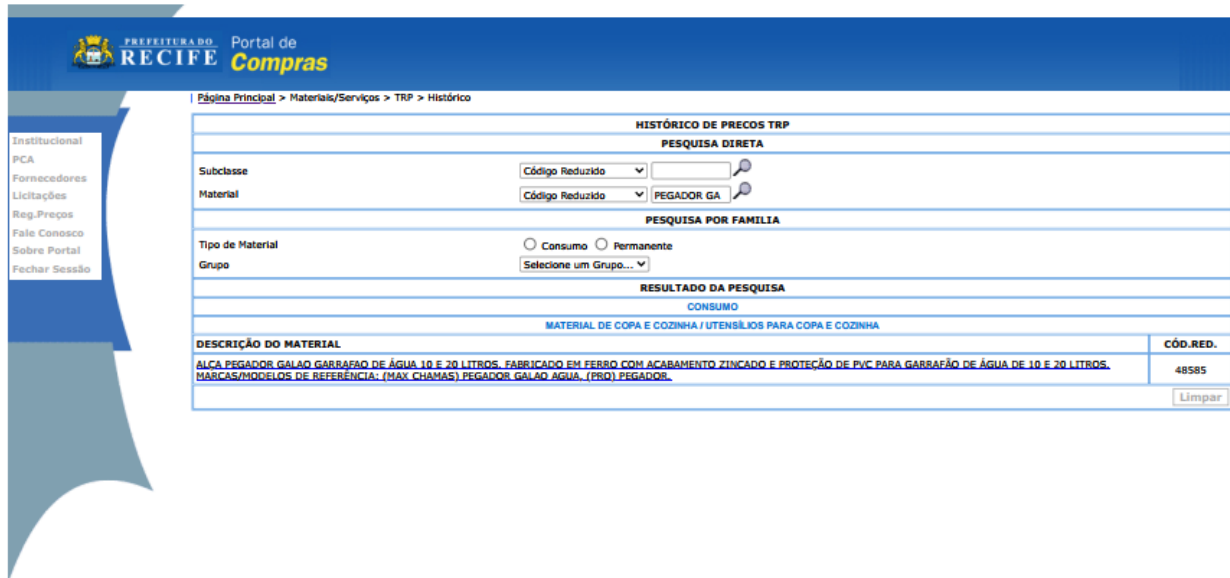 PREFEITURA DO
RECIFE
Portal de
Compras
| Página Principal > Materiais/Serviços > TRP > Histórico
Institucional
PCA
Fornecedores
Licitações
Reg.Preços
Fale Conosco
Sobre Portal
Fechar Sessão
HISTÓRICO DE PRECOS TRP
PESQUISA DIRETA
Subclasse Código Reduzido
Material Código Reduzido PEGADOR GA
PESQUISA POR FAMILIA
Tipo de Material Consumo Permanente
Grupo Selecione um Grupo...
RESULTADO DA PESQUISA
CONSUMO
MATERIAL DE COPA E COZINHA / UTENSÍLIOS PARA COPA E COZINHA
DESCRIÇÃO DO MATERIAL CÓD.RED.
ALÇA PEGADOR GALAO GARRAFAO DE ÁGUA 10 E 20 LITROS. FABRICADO EM FERRO COM ACABAMENTO ZINCADO E PROTEÇÃO DE PVC PARA GARRAFÃO DE ÁGUA DE 10 E 20 LITROS.
MARCAS/MODELOS DE REFERÊNCIA: (MAX CHAMAS) PEGADOR GALAO AGUA, (PRO) PEGADOR.
48585
Limpar